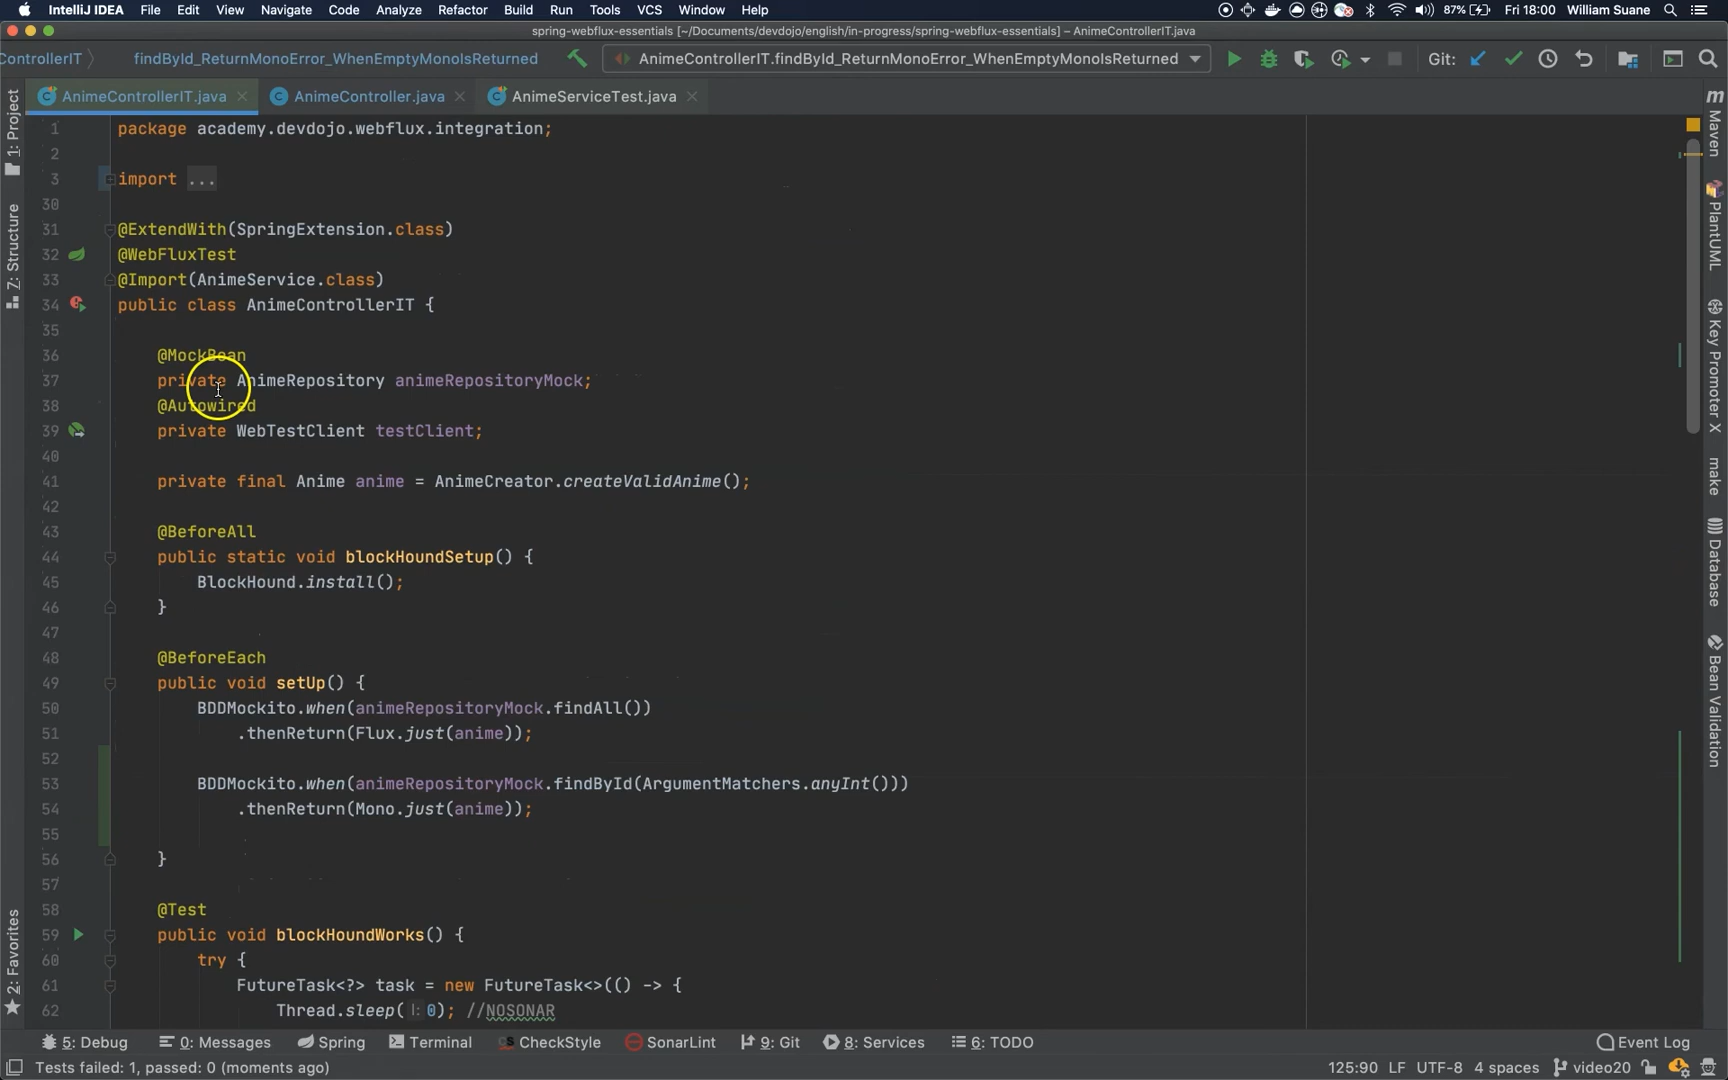 IntelliJ IDEA File Edit View Navigate Code Analyze Refactor Build Run Tools VCS Window Help 87% Fri 18:00 William Suane
spring-webflux-essentials [~/Documents/devdojo/english/in-progress/spring-webflux-essentials] – AnimeControllerIT.java
ControllerIT findById_ReturnMonoError_WhenEmptyMonoIsReturned AnimeControllerIT.findById_ReturnMonoError_WhenEmptyMonoIsReturned Git:
AnimeControllerIT.java AnimeController.java AnimeServiceTest.java
1: Project
Z: Structure
2: Favorites
1 package academy.devdojo.webflux.integration;
2
3 import ...
30
31 @ExtendWith(SpringExtension.class)
32 @WebFluxTest
33 @Import(AnimeService.class)
34 public class AnimeControllerIT {
35
36 @MockBean
37 private AnimeRepository animeRepositoryMock;
38 @Autowired
39 private WebTestClient testClient;
40
41 private final Anime anime = AnimeCreator.createValidAnime();
42
43 @BeforeAll
44 public static void blockHoundSetup() {
45 BlockHound.install();
46 }
47
48 @BeforeEach
49 public void setUp() {
50 BDDMockito.when(animeRepositoryMock.findAll())
51 .thenReturn(Flux.just(anime));
52
53 BDDMockito.when(animeRepositoryMock.findById(ArgumentMatchers.anyInt()))
54 .thenReturn(Mono.just(anime));
55
56 }
57
58 @Test
59 public void blockHoundWorks() {
60 try {
61 FutureTask<?> task = new FutureTask<>(() -> {
62 Thread.sleep( l: 0); //NOSONAR
m Maven
PlantUML
Key Promoter X
make
Database
Bean Validation
5: Debug 0: Messages Spring Terminal CheckStyle SonarLint 9: Git 8: Services 6: TODO Event Log
Tests failed: 1, passed: 0 (moments ago) 125:90 LF UTF-8 4 spaces video20